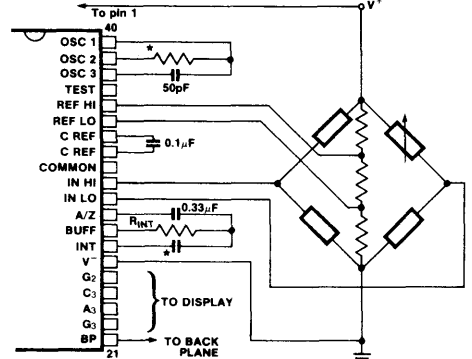 To pin 1
V+
40
OSC 1
OSC 2
*
OSC 3
50pF
TEST
REF HI
REF LO
C REF
0.1µF
C REF
COMMON
IN HI
IN LO
A/Z
0.33µF
BUFF
RINT
INT
*
V−
G2
C3
TO DISPLAY
A3
G3
BP
TO BACK
PLANE
21